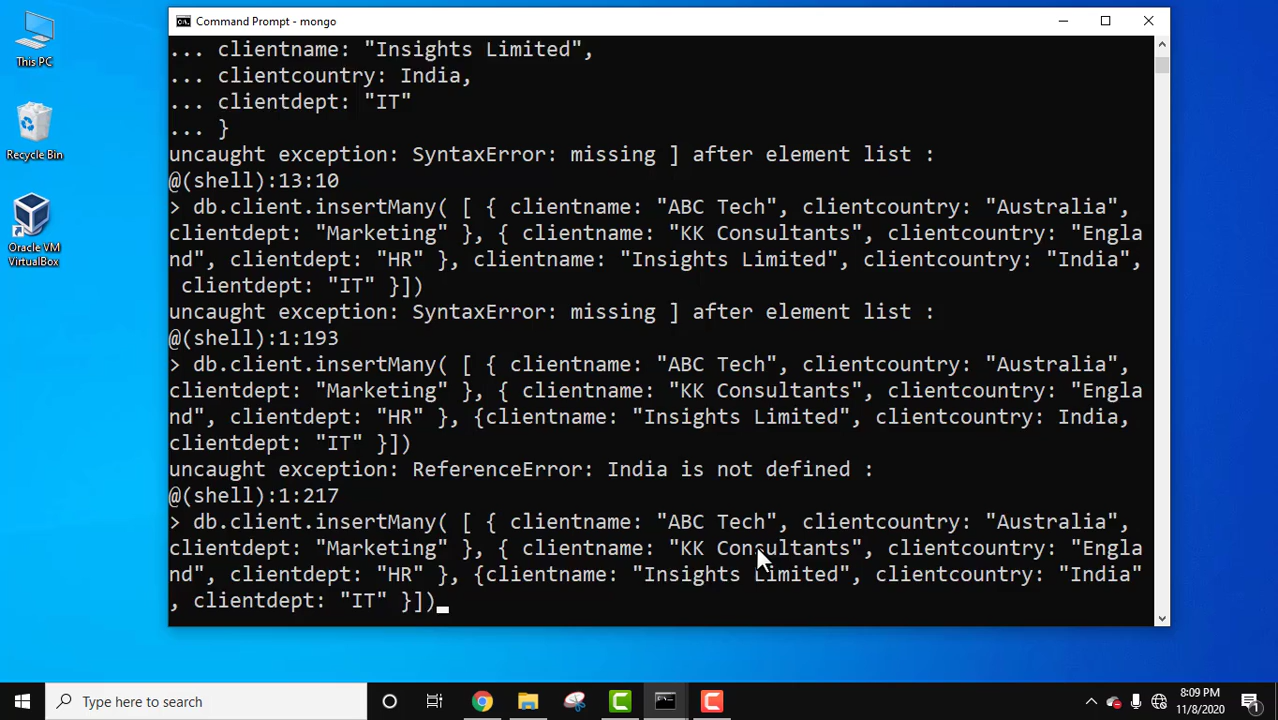 This PC
Recycle Bin
Oracle VM
VirtualBox
Command Prompt - mongo
... clientname: "Insights Limited",
... clientcountry: India,
... clientdept: "IT"
... }
uncaught exception: SyntaxError: missing ] after element list :
@(shell):13:10
> db.client.insertMany( [ { clientname: "ABC Tech", clientcountry: "Australia",
clientdept: "Marketing" }, { clientname: "KK Consultants", clientcountry: "Engla
nd", clientdept: "HR" }, clientname: "Insights Limited", clientcountry: "India",
 clientdept: "IT" }])
uncaught exception: SyntaxError: missing ] after element list :
@(shell):1:193
> db.client.insertMany( [ { clientname: "ABC Tech", clientcountry: "Australia",
clientdept: "Marketing" }, { clientname: "KK Consultants", clientcountry: "Engla
nd", clientdept: "HR" }, {clientname: "Insights Limited", clientcountry: India,
clientdept: "IT" }])
uncaught exception: ReferenceError: India is not defined :
@(shell):1:217
> db.client.insertMany( [ { clientname: "ABC Tech", clientcountry: "Australia",
clientdept: "Marketing" }, { clientname: "KK Consultants", clientcountry: "Engla
nd", clientdept: "HR" }, {clientname: "Insights Limited", clientcountry: "India"
, clientdept: "IT" }])
Type here to search
8:09 PM
11/8/2020